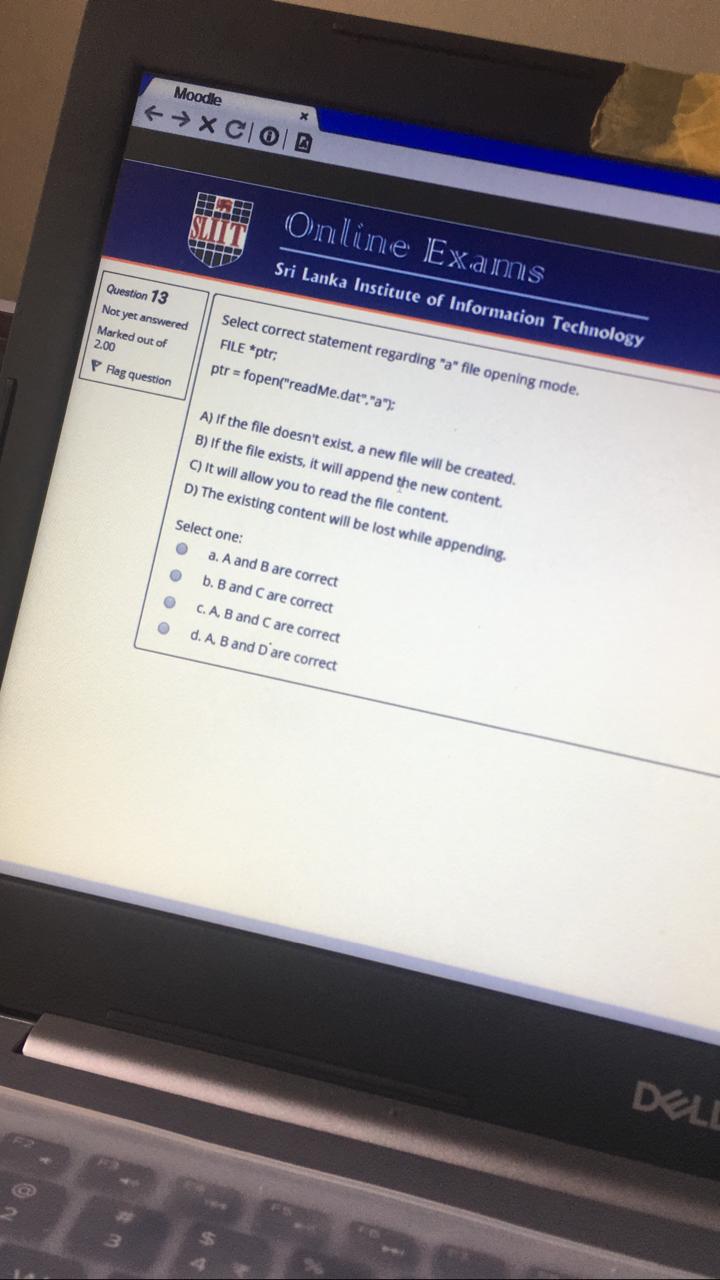 Moodle
SLIIT
Online Exams
Sri Lanka Institute of Information Technology
Question 13
Not yet answered
Marked out of
2.00
Flag question
Select correct statement regarding "a" file opening mode.
FILE *ptr;
ptr = fopen("readMe.dat","a");
A) If the file doesn't exist, a new file will be created.
B) If the file exists, it will append the new content.
C) It will allow you to read the file content.
D) The existing content will be lost while appending.
Select one:
a. A and B are correct
b. B and C are correct
c. A, B and C are correct
d. A, B and D are correct
DELL
F2
@
2
#
3
$
4
%